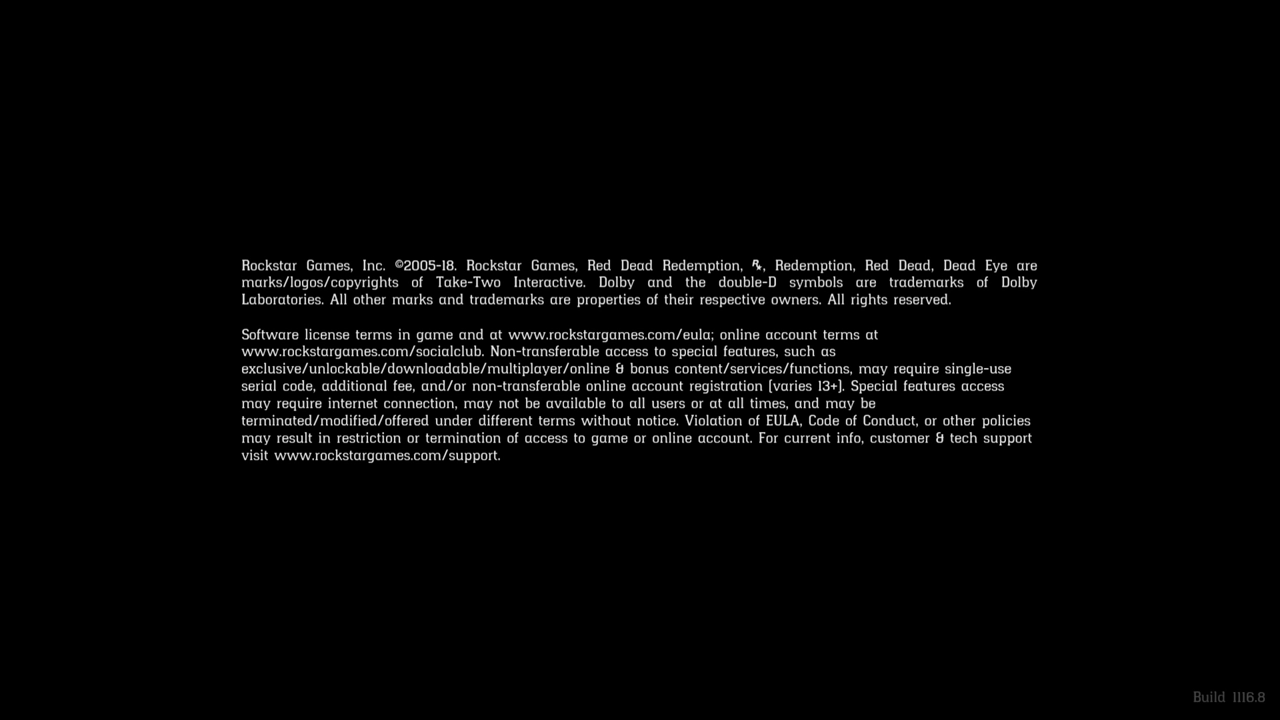 Rockstar Games, Inc. ©2005-18. Rockstar Games, Red Dead Redemption, R*, Redemption, Red Dead, Dead Eye are
marks/logos/copyrights of Take-Two Interactive. Dolby and the double-D symbols are trademarks of Dolby
Laboratories. All other marks and trademarks are properties of their respective owners. All rights reserved.
Software license terms in game and at www.rockstargames.com/eula; online account terms at
www.rockstargames.com/socialclub. Non-transferable access to special features, such as
exclusive/unlockable/downloadable/multiplayer/online & bonus content/services/functions, may require single-use
serial code, additional fee, and/or non-transferable online account registration (varies 13+). Special features access
may require internet connection, may not be available to all users or at all times, and may be
terminated/modified/offered under different terms without notice. Violation of EULA, Code of Conduct, or other policies
may result in restriction or termination of access to game or online account. For current info, customer & tech support
visit www.rockstargames.com/support.
Build 1116.8